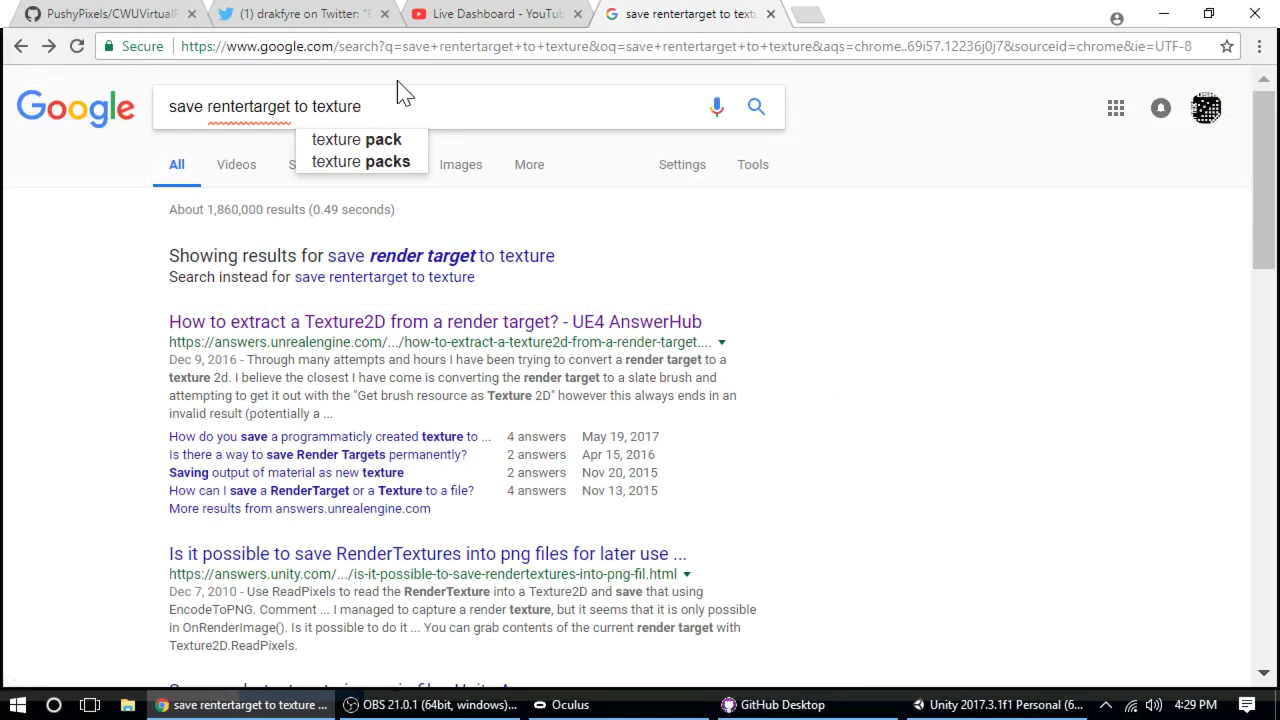 PushyPixels/CWUVirtualF
(1) drakfyre on Twitter: "E
Live Dashboard - YouTub
save rentertarget to textu
Secure https://www.google.com/search?q=save+rentertarget+to+texture&oq=save+rentertarget+to+texture&aqs=chrome..69i57.12236j0j7&sourceid=chrome&ie=UTF-8
Google
save rentertarget to texture
texture pack
texture packs
All Videos S Images More Settings Tools
About 1,860,000 results (0.49 seconds)
Showing results for save render target to texture
Search instead for save rentertarget to texture
How to extract a Texture2D from a render target? - UE4 AnswerHub
https://answers.unrealengine.com/.../how-to-extract-a-texture2d-from-a-render-target....
Dec 9, 2016 - Through many attempts and hours I have been trying to convert a render target to a
texture 2d. I believe the closest I have come is converting the render target to a slate brush and
attempting to get it out with the "Get brush resource as Texture 2D" however this always ends in an
invalid result (potentially a ...
How do you save a programmaticly created texture to ... 4 answers May 19, 2017
Is there a way to save Render Targets permanently? 2 answers Apr 15, 2016
Saving output of material as new texture 2 answers Nov 20, 2015
How can I save a RenderTarget or a Texture to a file? 4 answers Nov 13, 2015
More results from answers.unrealengine.com
Is it possible to save RenderTextures into png files for later use ...
https://answers.unity.com/.../is-it-possible-to-save-rendertextures-into-png-fil.html
Dec 7, 2010 - Use ReadPixels to read the RenderTexture into a Texture2D and save that using
EncodeToPNG. Comment ... I managed to capture a render texture, but it seems that it is only possible
in OnRenderImage(). Is it possible to do it ... You can grab contents of the current render target with
Texture2D.ReadPixels.
save rentertarget to texture ...
OBS 21.0.1 (64bit, windows)...
Oculus
GitHub Desktop
Unity 2017.3.1f1 Personal (6...
4:29 PM